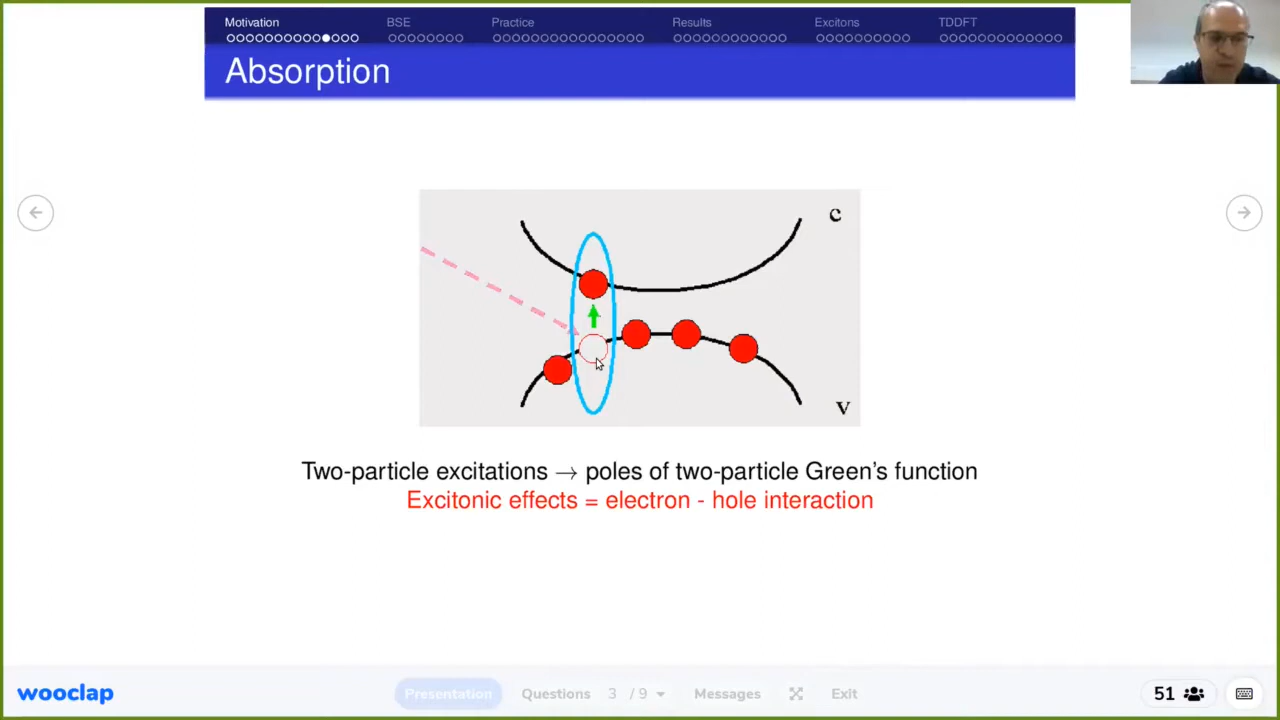 Motivation BSE Practice Results Excitons TDDFT
Absorption
c
v
Two-particle excitations → poles of two-particle Green's function
Excitonic effects = electron - hole interaction
wooclap Presentation Questions 3 / 9 Messages Exit 51